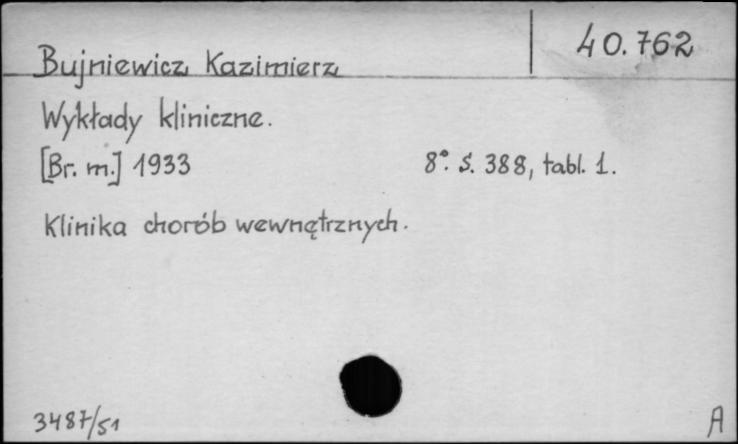 Bujniewicz Kazimierz
40.762
Wykłady kliniczne.
[Br. m.] 1933 8°. S. 388, tabl. 1.
Klinika chorób wewnętrznych.
3487/51
A